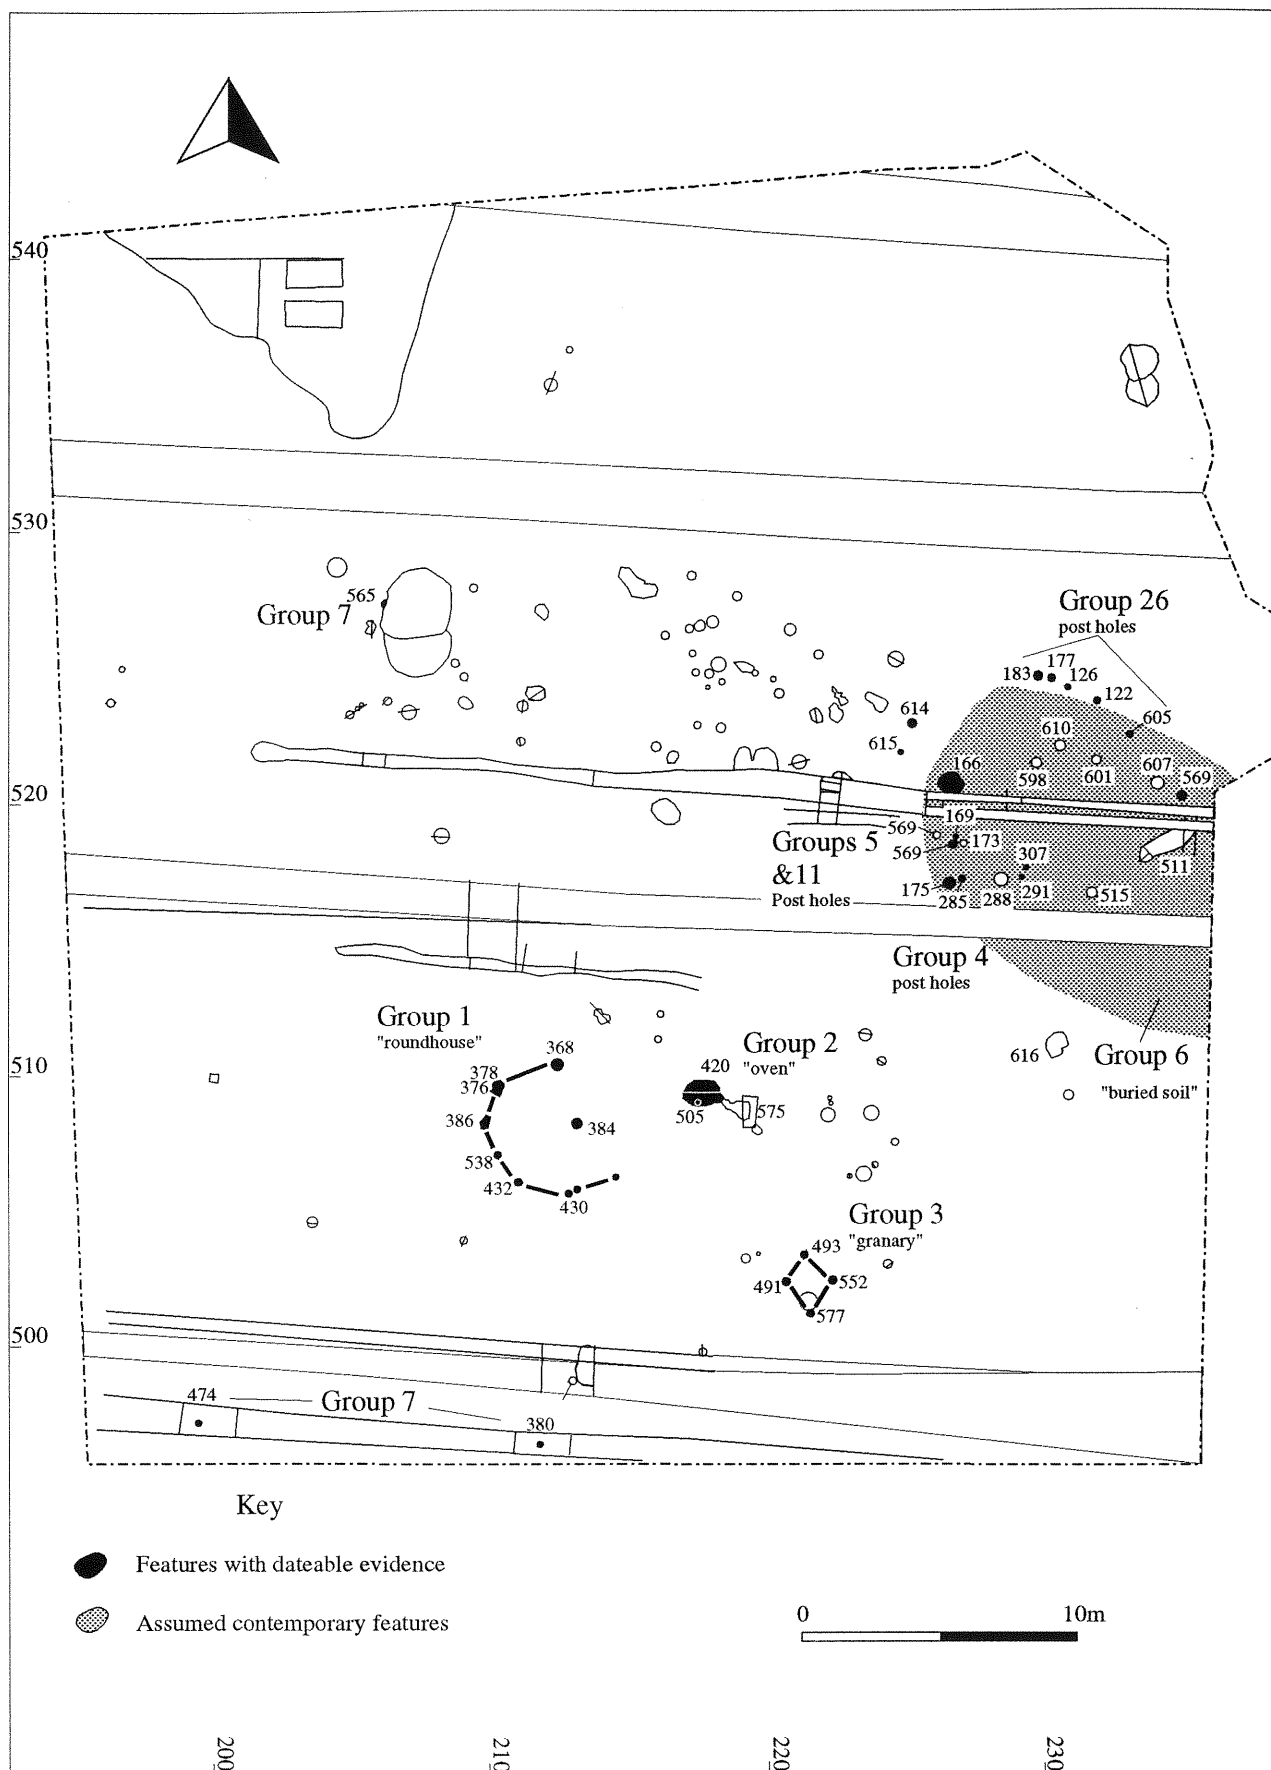 540
530
Group 7
565
Group 26
post holes
183
177
126
122
605
614
610
615
166
598
601
607
569
520
569
169
569
173
Groups 5
&11
Post holes
307
511
175
285
288
291
515
Group 4
post holes
Group 1
"roundhouse"
368
Group 2
"oven"
616
Group 6
"buried soil"
510
378
376
420
505
575
386
384
538
432
430
Group 3
"granary"
493
491
552
577
500
474
Group 7
380
Key
Features with dateable evidence
Assumed contemporary features
0
10m
200
210
220
230